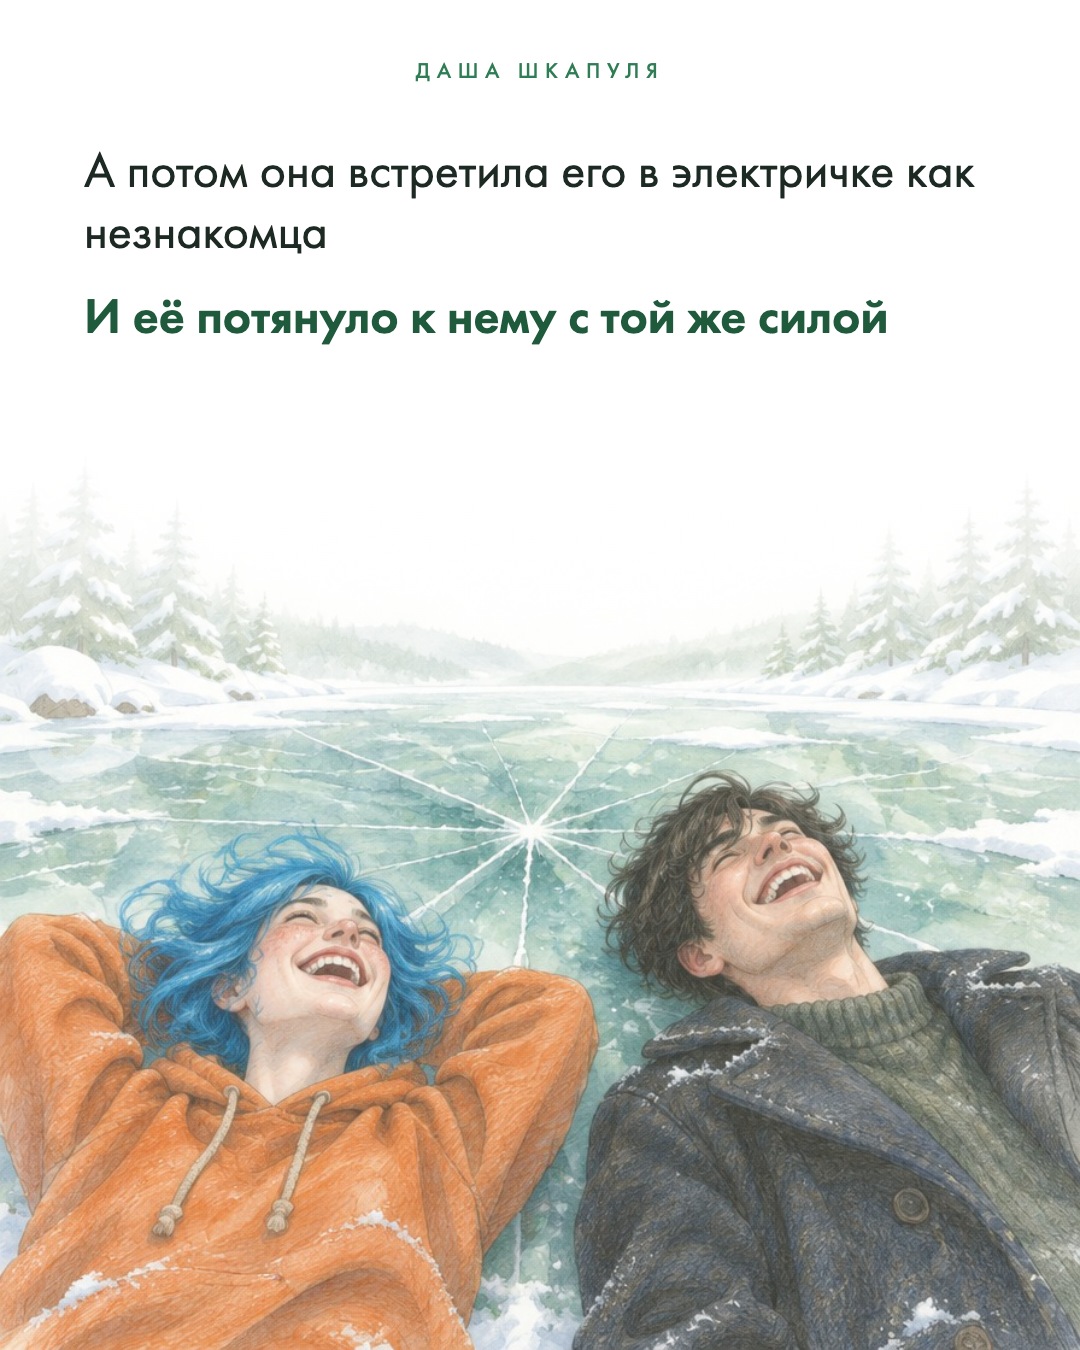 ДАША ШКАПУЛЯ
А потом она встретила его в электричке как
незнакомца
И её потянуло к нему с той же силой